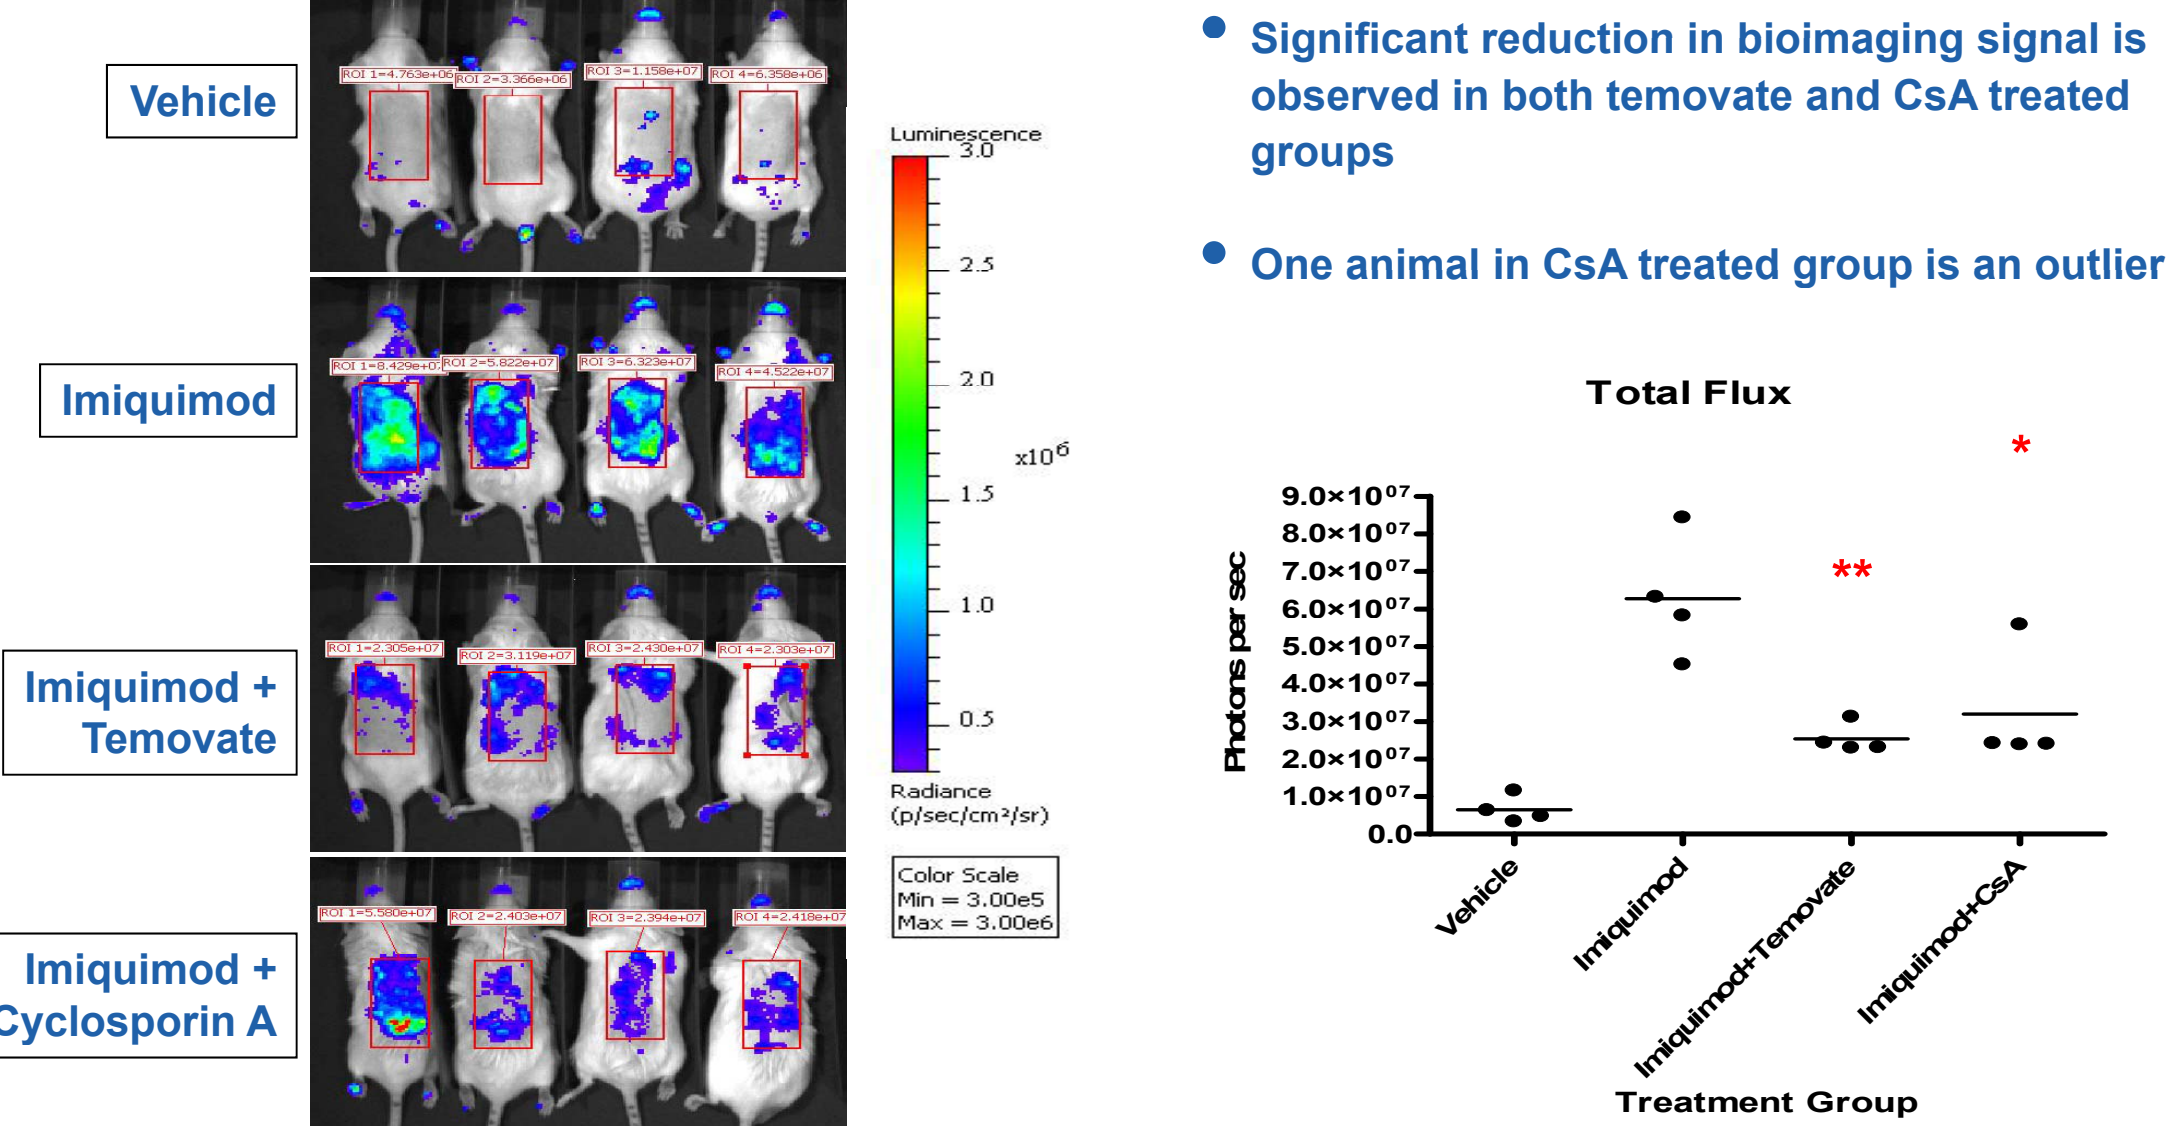 Vehicle
ROI 1=4.763e+06
ROI 2=3.366e+06
ROI 3=1.158e+07
ROI 4=6.358e+06
Imiquimod
ROI 1=8.429e+07
ROI 2=5.822e+07
ROI 3=6.323e+07
ROI 4=4.522e+07
Imiquimod +
Temovate
ROI 1=2.305e+07
ROI 2=3.119e+07
ROI 3=2.430e+07
ROI 4=2.303e+07
Imiquimod +
Cyclosporin A
ROI 1=5.580e+07
ROI 2=2.403e+07
ROI 3=2.394e+07
ROI 4=2.418e+07
Luminescence
3.0
2.5
2.0
x10⁶
1.5
1.0
0.5
Radiance
(p/sec/cm²/sr)
Color Scale
Min = 3.00e5
Max = 3.00e6
• Significant reduction in bioimaging signal is
observed in both temovate and CsA treated
groups
• One animal in CsA treated group is an outlier
Total Flux
*
**
Photons per sec
9.0×10⁰⁷
8.0×10⁰⁷
7.0×10⁰⁷
6.0×10⁰⁷
5.0×10⁰⁷
4.0×10⁰⁷
3.0×10⁰⁷
2.0×10⁰⁷
1.0×10⁰⁷
0.0
Vehicle
Imiquimod
Imiquimod+Temovate
Imiquimod+CsA
Treatment Group